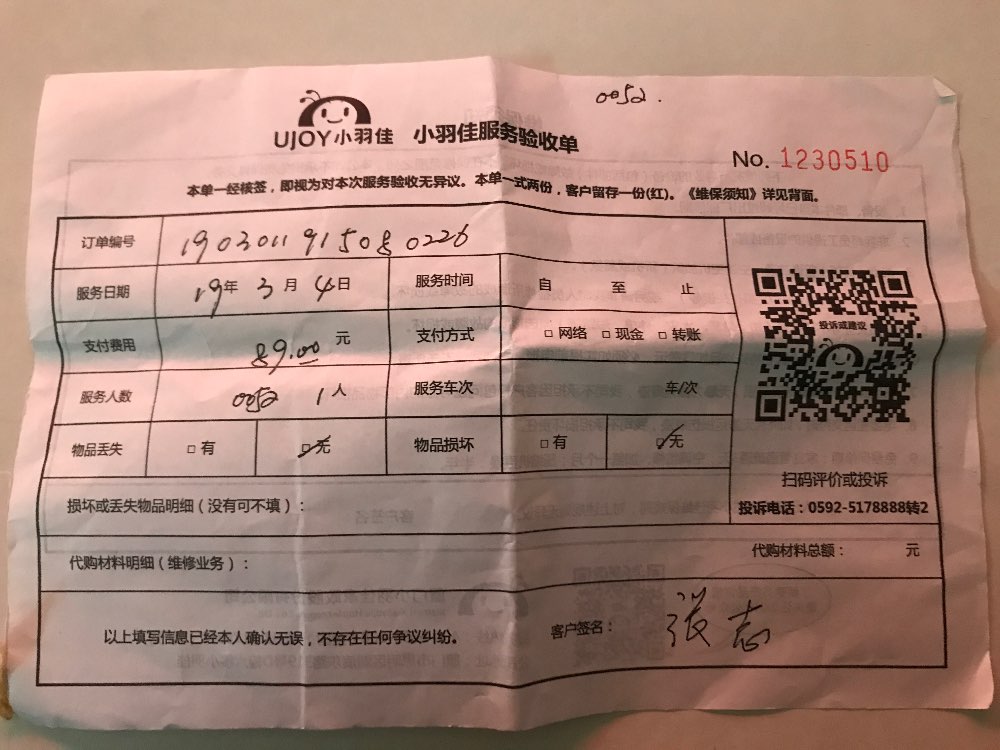 0052.
UJOY小羽佳 小羽佳服务验收单
No. 1230510
本单一经核签，即视为对本次服务验收无异议。本单一式两份，客户留存一份(红)。《维保须知》详见背面。
订单编号 190301191508 0226
服务日期 19年 3月 4日 服务时间 自 至 止
支付费用 89.00 元 支付方式 □ 网络 □ 现金 □ 转账
投诉或建议
服务人数 0052 1人 服务车次 车/次
物品丢失 □ 有 ☑ 无 物品损坏 □ 有 ☑ 无
扫码评价或投诉
投诉电话：0592-5178888转2
损坏或丢失物品明细（没有可不填）：
代购材料明细（维修业务）： 代购材料总额： 元
以上填写信息已经本人确认无误，不存在任何争议纠纷。 客户签名： 张志